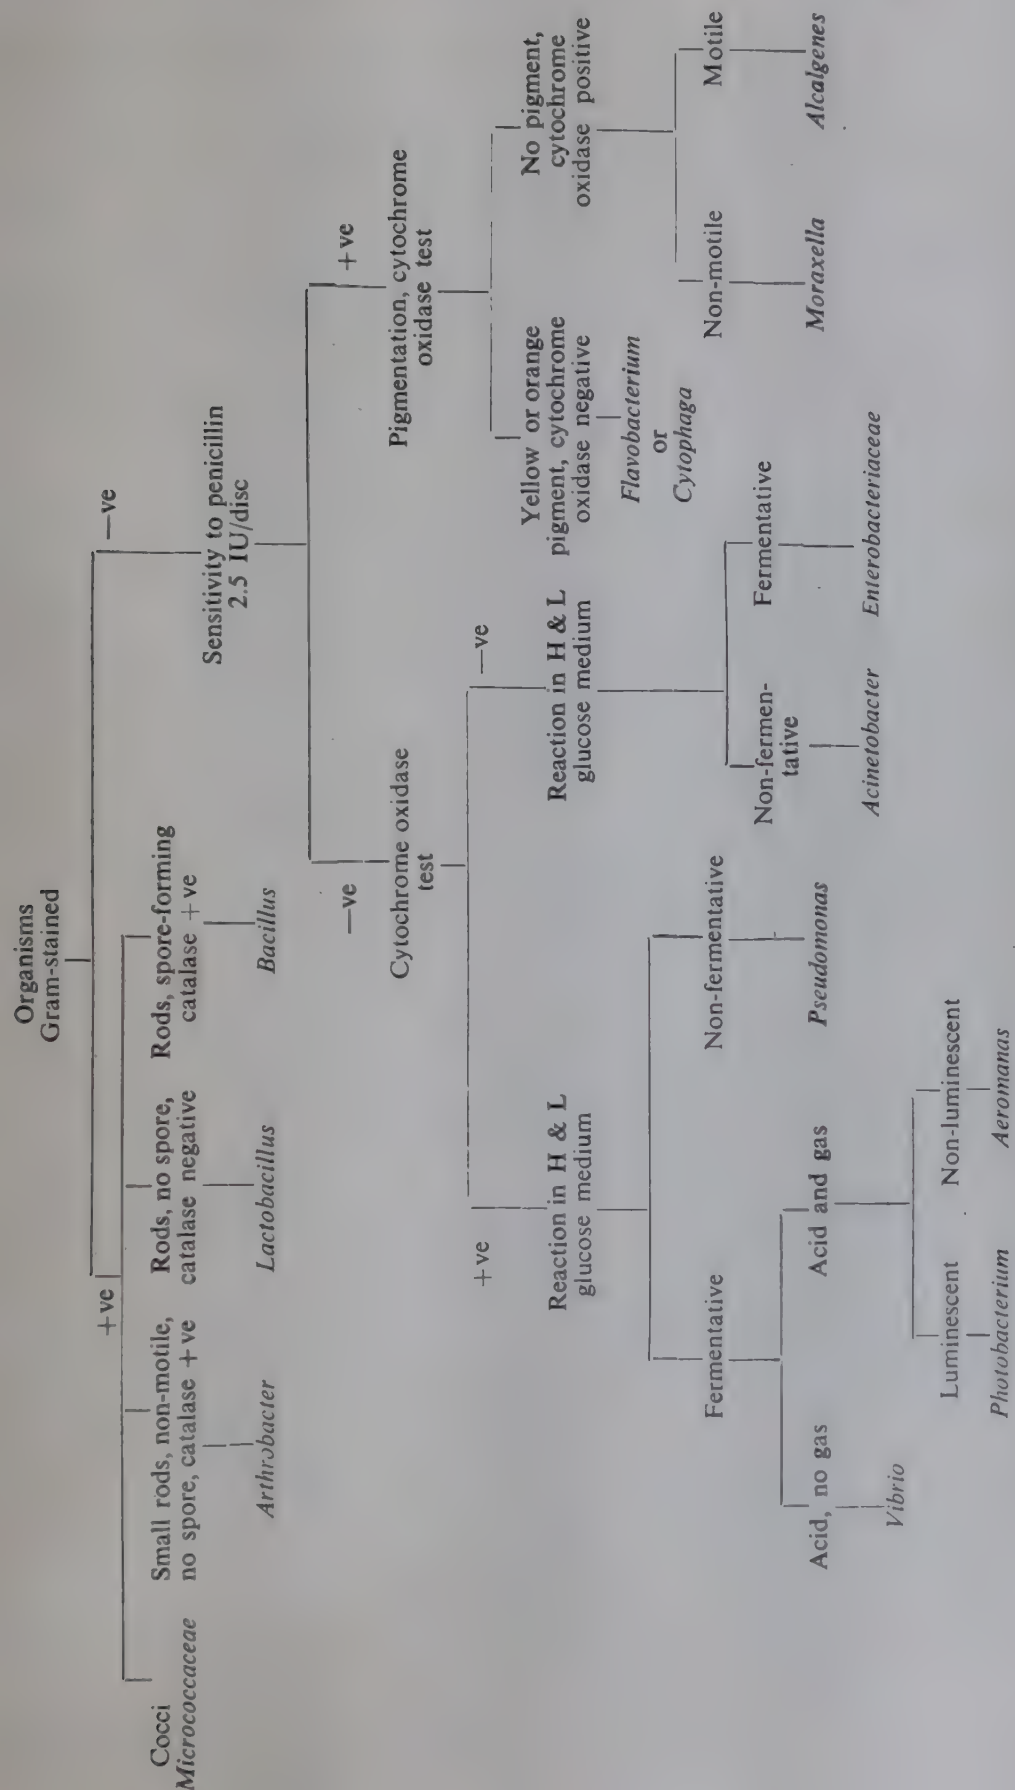 Organisms
Gram-stained
+ve
—ve
Cocci
Micrococcaceae
Small rods, non-motile,
no spore, catalase +ve
Arthrobacter
Rods, no spore,
catalase negative
Lactobacillus
Rods, spore-forming
catalase +ve
Bacillus
Sensitivity to penicillin
2.5 IU/disc
—ve
+ve
Cytochrome oxidase
test
Pigmentation, cytochrome
oxidase test
+ve
—ve
Reaction in H & L
glucose medium
Reaction in H & L
glucose medium
Yellow or orange
pigment, cytochrome
oxidase negative
Flavobacterium
or
Cytophaga
No pigment,
cytochrome
oxidase positive
Fermentative
Non-fermentative
Pseudomonas
Non-fermen-
tative
Acinetobacter
Fermentative
Enterobacteriaceae
Non-motile
Moraxella
Motile
Alcalgenes
Acid, no gas
Vibrio
Acid and gas
Luminescent
Photobacterium
Non-luminescent
Aeromanas